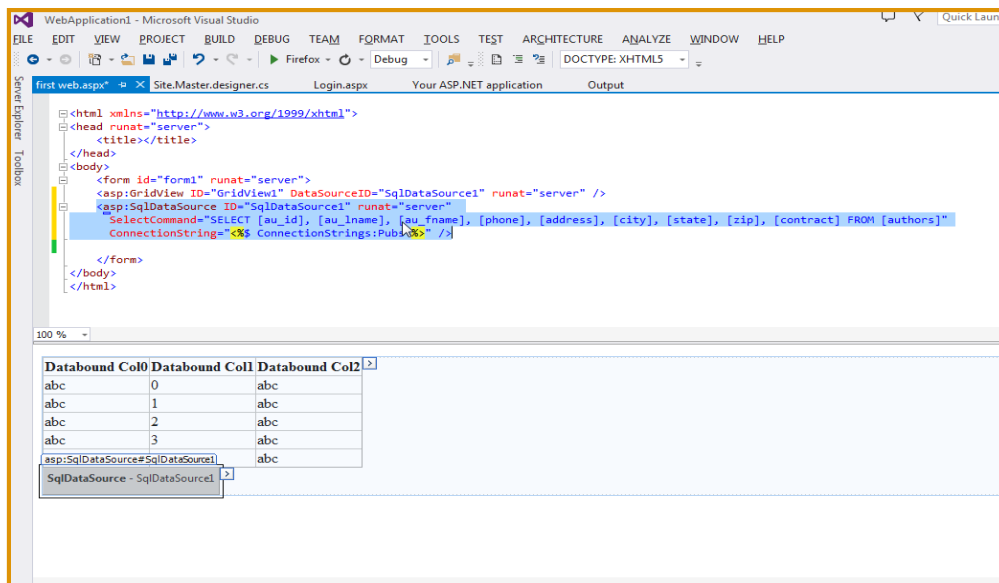 WebApplication1 - Microsoft Visual Studio
Quick Laun
FILE EDIT VIEW PROJECT BUILD DEBUG TEAM FORMAT TOOLS TEST ARCHITECTURE ANALYZE WINDOW HELP
Firefox Debug DOCTYPE: XHTML5
Server Explorer
Toolbox
first web.aspx* Site.Master.designer.cs Login.aspx Your ASP.NET application Output
<html xmlns="http://www.w3.org/1999/xhtml">
<head runat="server">
<title></title>
</head>
<body>
<form id="form1" runat="server">
<asp:GridView ID="GridView1" DataSourceID="SqlDataSource1" runat="server" />
<asp:SqlDataSource ID="SqlDataSource1" runat="server"
SelectCommand="SELECT [au_id], [au_lname], [au_fname], [phone], [address], [city], [state], [zip], [contract] FROM [authors]"
ConnectionString="<%$ ConnectionStrings:Pubs %>" />
</form>
</body>
</html>
100 %
Databound Col0 Databound Col1 Databound Col2
abc 0 abc
abc 1 abc
abc 2 abc
abc 3 abc
asp:SqlDataSource#SqlDataSource1 abc
SqlDataSource - SqlDataSource1